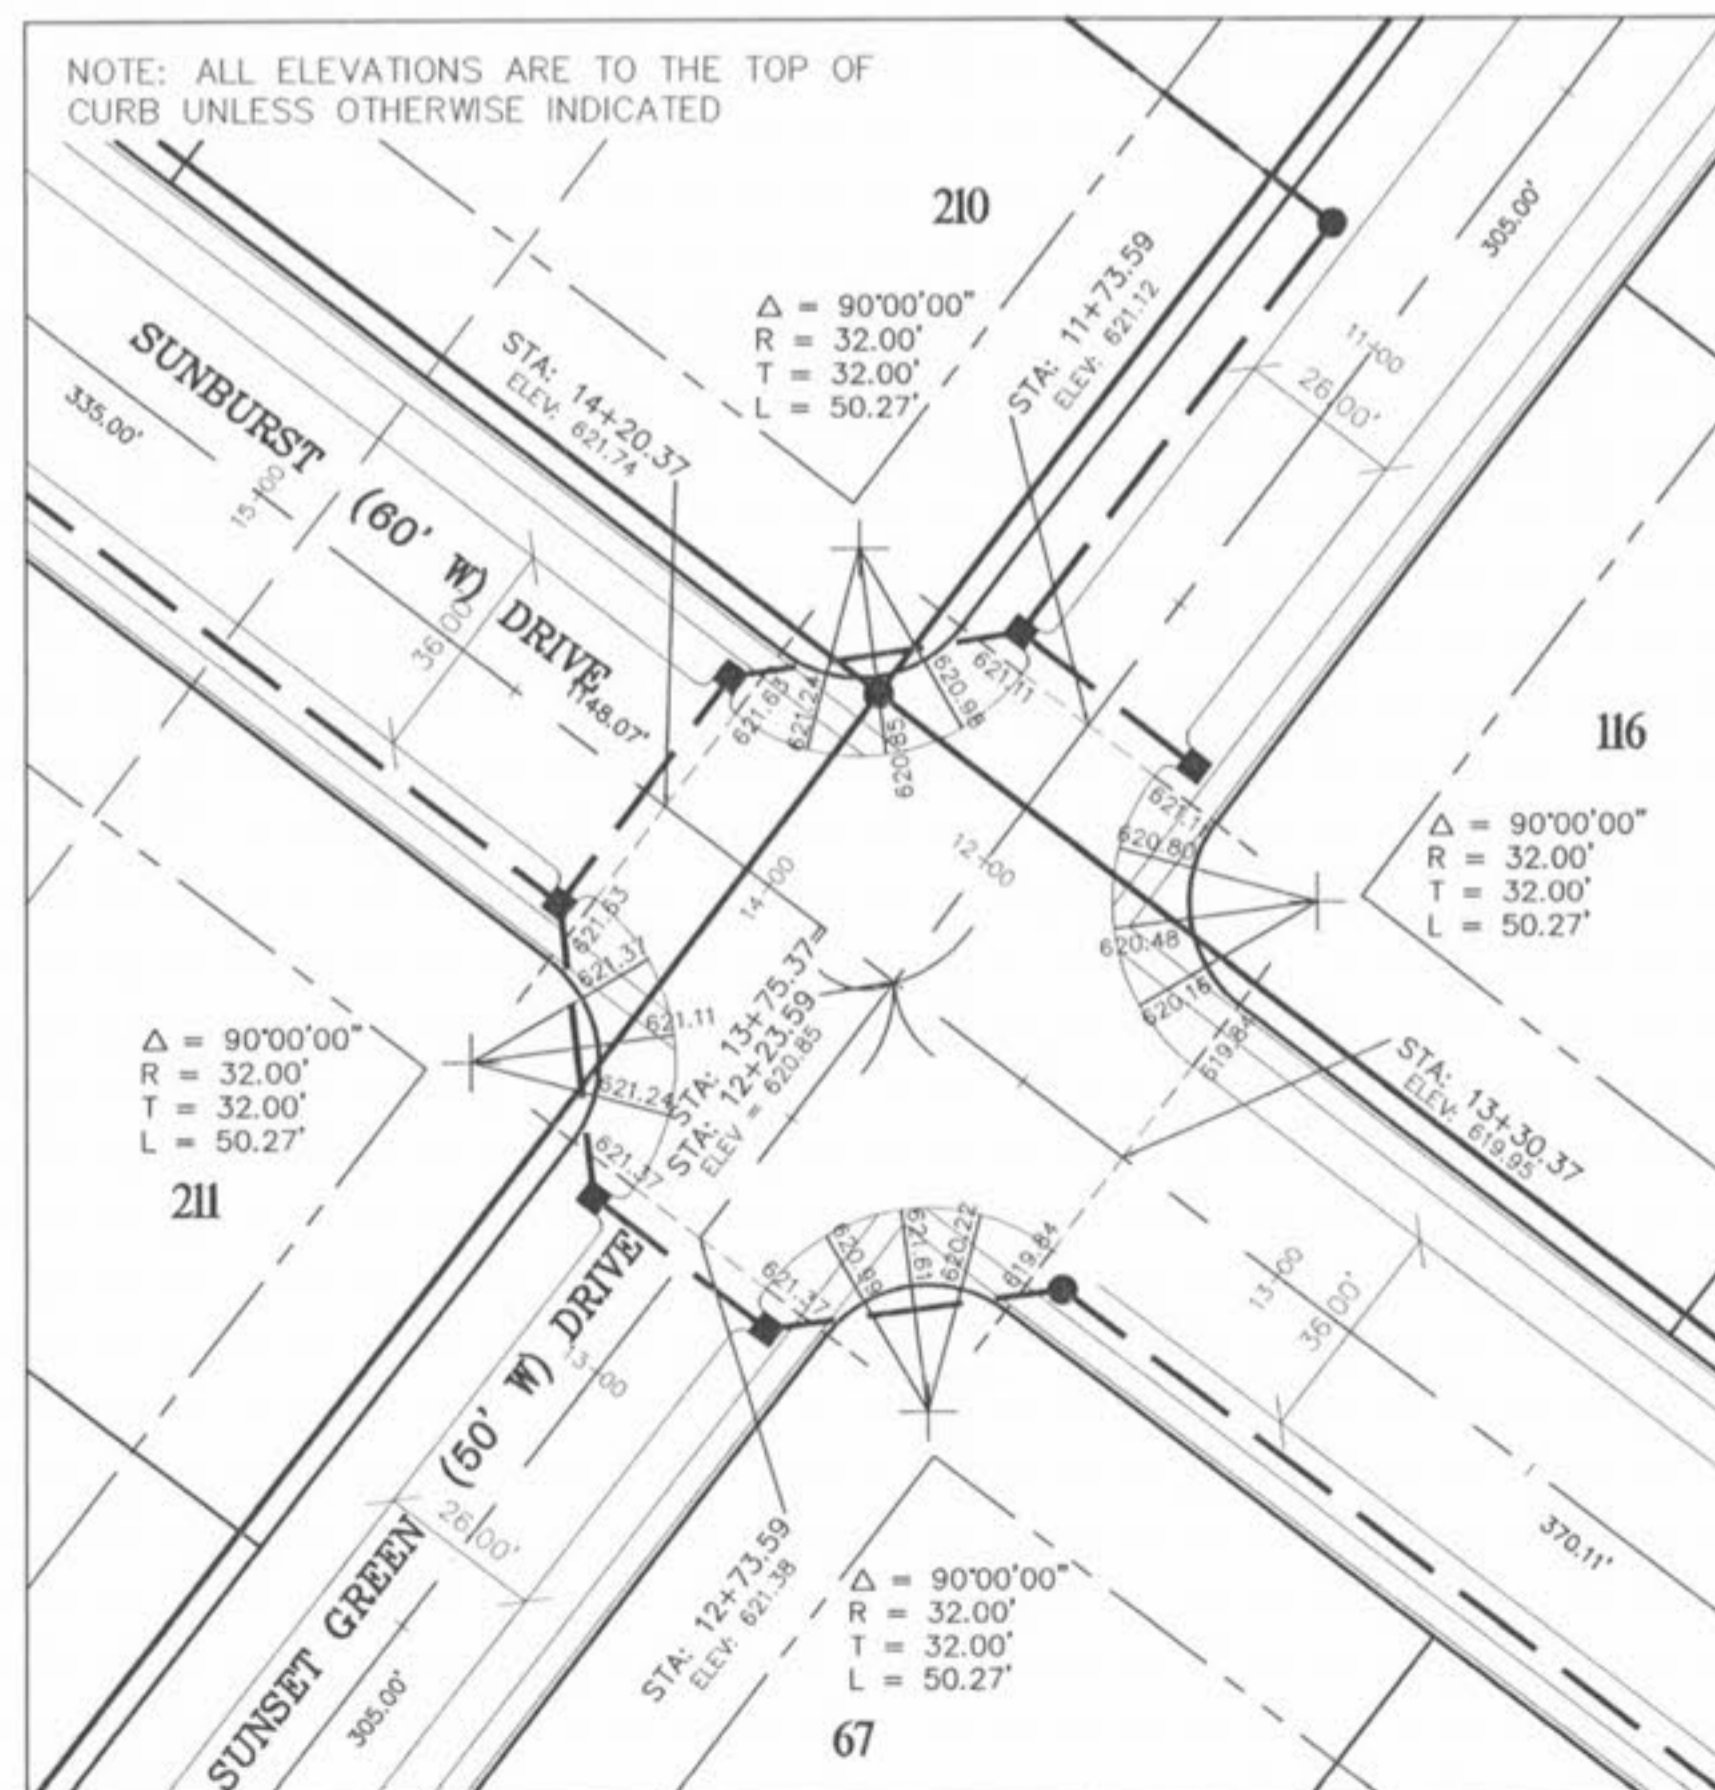 NOTE: ALL ELEVATIONS ARE TO THE TOP OF
CURB UNLESS OTHERWISE INDICATED
210
305.00'
STA: 11+73.59
ELEV: 621.12
Δ = 90°00'00"
R = 32.00'
T = 32.00'
L = 50.27'
11+00
26.00'
STA: 14+20.37
ELEV: 621.74
SUNBURST (60' W) DRIVE
335.00'
15+00
36.00'
1148.07'
621.63
621.24
620.85
620.98
621.11
116
Δ = 90°00'00"
R = 32.00'
T = 32.00'
L = 50.27'
620.80
620.48
620.16
619.84
12+00
14+00
621.63
621.37
621.11
621.24
621.37
STA: 13+75.37=
STA: 12+23.59
ELEV = 620.85
Δ = 90°00'00"
R = 32.00'
T = 32.00'
L = 50.27'
211
STA: 13+30.37
ELEV: 619.95
621.37
620.99
621.61
620.22
619.84
13+00
36.00'
SUNSET GREEN (50' W) DRIVE
13+00
26.00'
305.00'
STA: 12+73.59
ELEV: 621.38
Δ = 90°00'00"
R = 32.00'
T = 32.00'
L = 50.27'
370.11'
67